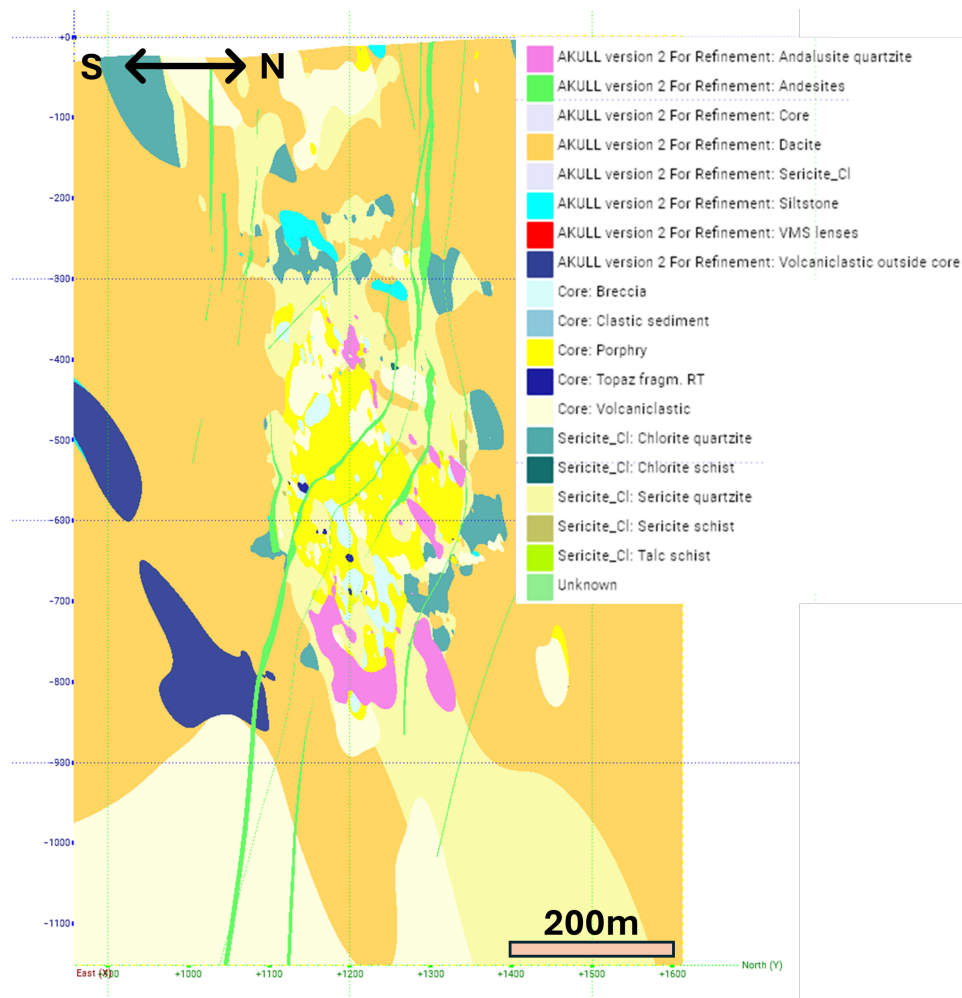 +0
S N
-100
-200
-300
-400
-500
-600
-700
-800
-900
-1000
-1100
AKULL version 2 For Refinement: Andalusite quartzite
AKULL version 2 For Refinement: Andesites
AKULL version 2 For Refinement: Core
AKULL version 2 For Refinement: Dacite
AKULL version 2 For Refinement: Sericite_Cl
AKULL version 2 For Refinement: Siltstone
AKULL version 2 For Refinement: VMS lenses
AKULL version 2 For Refinement: Volcaniclastic outside core
Core: Breccia
Core: Clastic sediment
Core: Porphry
Core: Topaz fragm. RT
Core: Volcaniclastic
Sericite_Cl: Chlorite quartzite
Sericite_Cl: Chlorite schist
Sericite_Cl: Sericite quartzite
Sericite_Cl: Sericite schist
Sericite_Cl: Talc schist
Unknown
200m
East (X) +1000 +1100 +1200 +1300 +1400 +1500 +1600 North (Y)